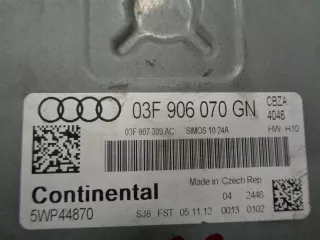 03F 906 070 GN
CBZA
4046
03F 907 309 AC SIMOS 10 24A HW H10
Continental
Made in Czech Rep
04 2446
5WP44870 SJ8 FST 05.11.12 0013 0102